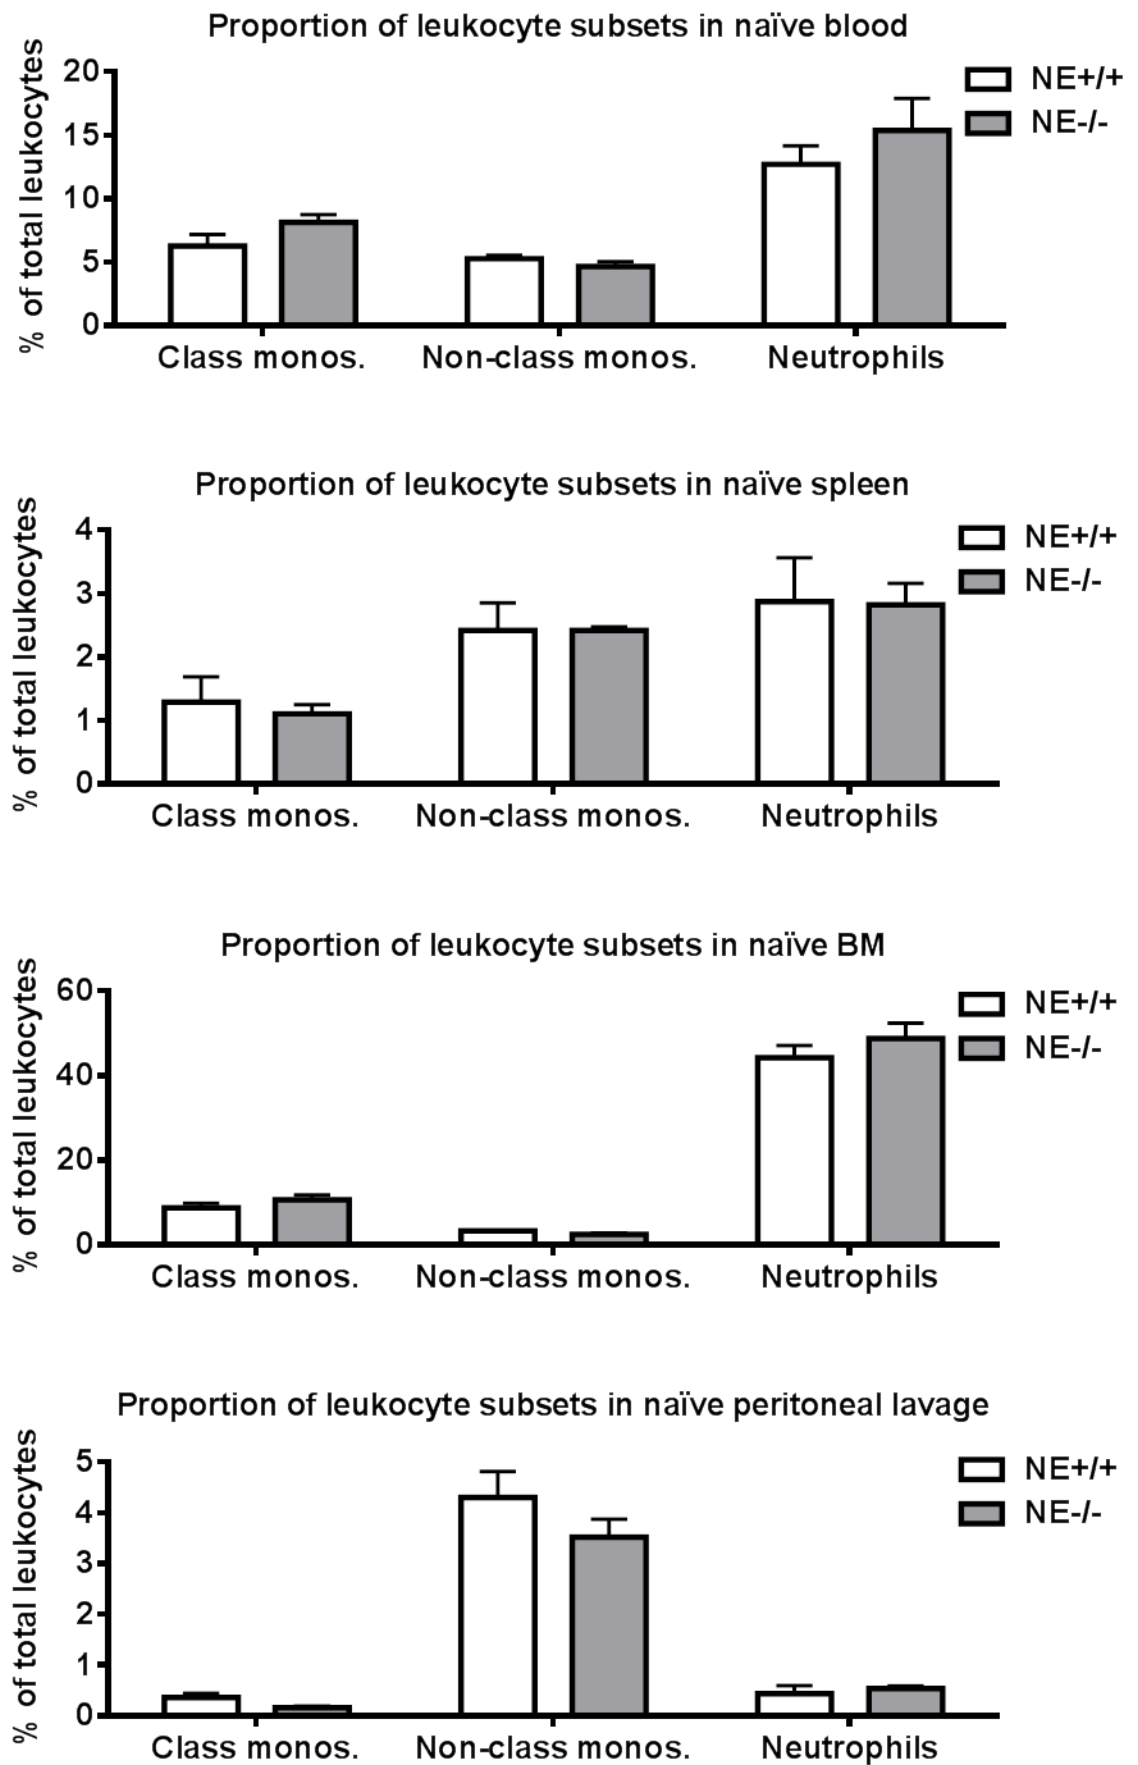 Proportion of leukocyte subsets in naïve blood
% of total leukocytes
20
15
10
5
0
Class monos.
Non-class monos.
Neutrophils
NE+/+
NE-/-
Proportion of leukocyte subsets in naïve spleen
% of total leukocytes
4
3
2
1
0
Class monos.
Non-class monos.
Neutrophils
NE+/+
NE-/-
Proportion of leukocyte subsets in naïve BM
% of total leukocytes
60
40
20
0
Class monos.
Non-class monos.
Neutrophils
NE+/+
NE-/-
Proportion of leukocyte subsets in naïve peritoneal lavage
% of total leukocytes
5
4
3
2
1
0
Class monos.
Non-class monos.
Neutrophils
NE+/+
NE-/-